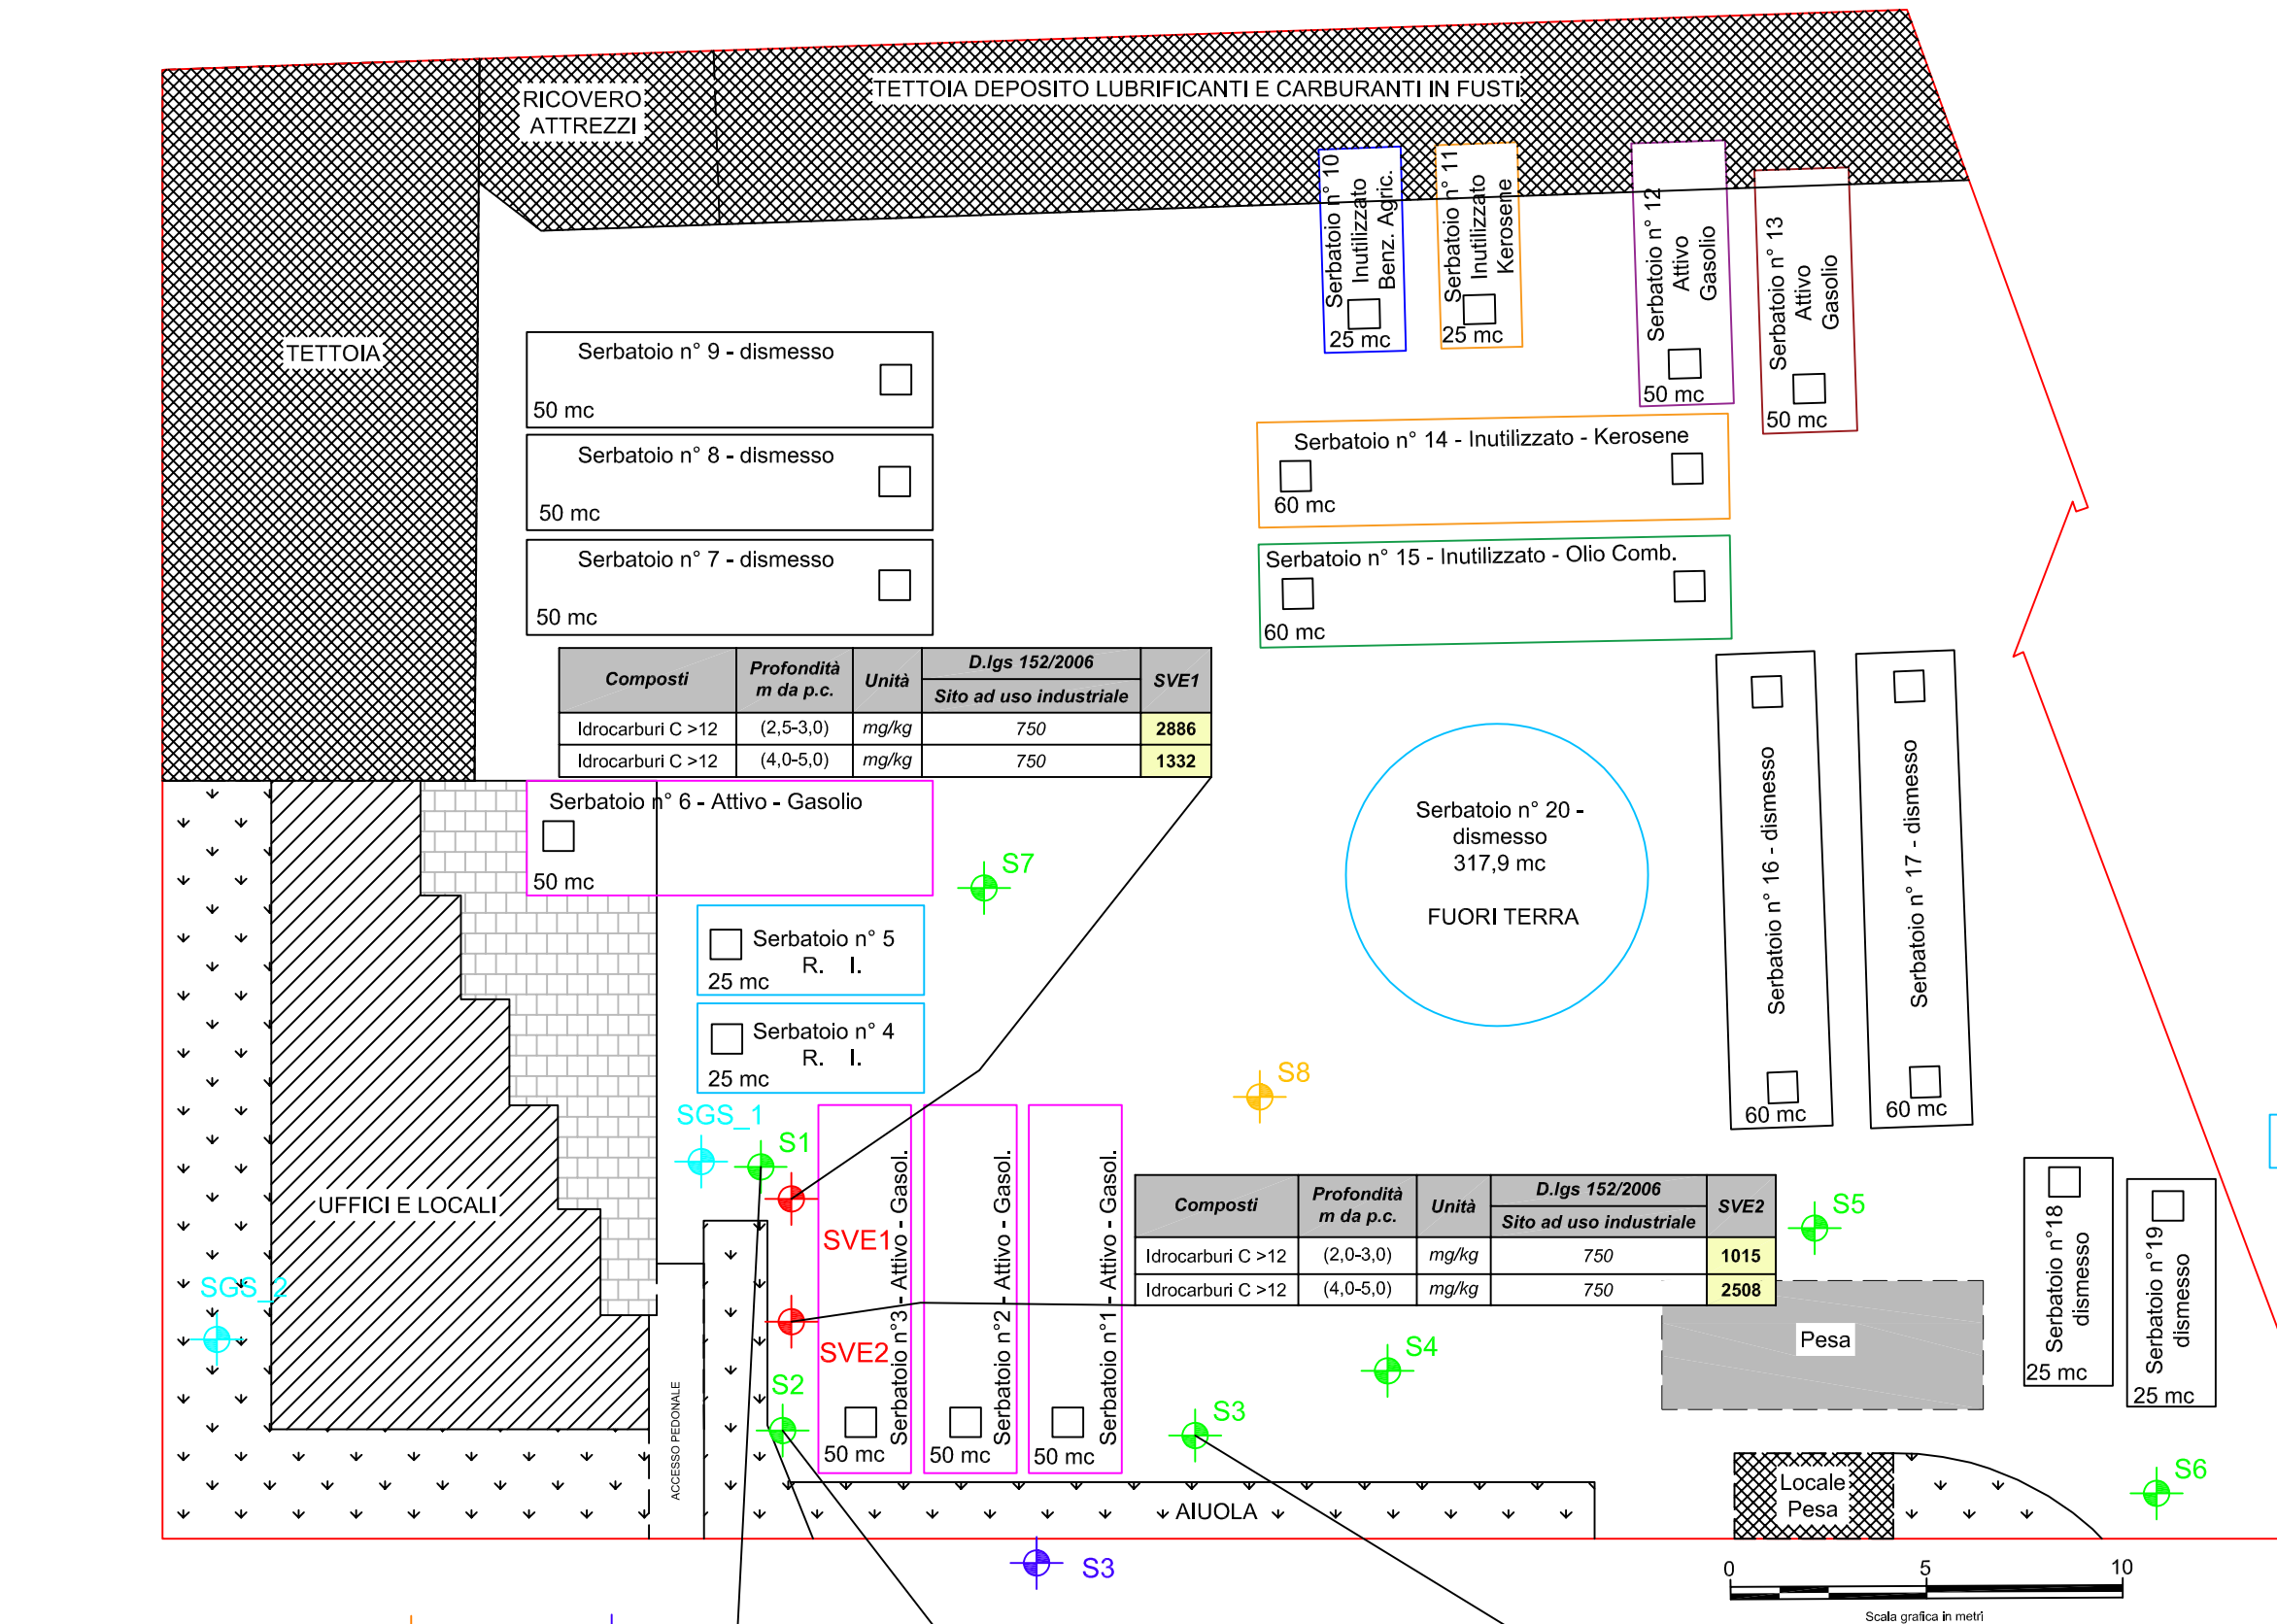 RICOVERO
ATTREZZI
TETTOIA DEPOSITO LUBRIFICANTI E CARBURANTI IN FUSTI
TETTOIA
Serbatoio n° 10
Inutilizzato
Benz. Agric.
25 mc
Serbatoio n° 11
Inutilizzato
Kerosene
25 mc
Serbatoio n° 12
Attivo
Gasolio
50 mc
Serbatoio n° 13
Attivo
Gasolio
50 mc
Serbatoio n° 9 - dismesso
50 mc
Serbatoio n° 8 - dismesso
50 mc
Serbatoio n° 7 - dismesso
50 mc
Serbatoio n° 14 - Inutilizzato - Kerosene
60 mc
Serbatoio n° 15 - Inutilizzato - Olio Comb.
60 mc
Composti Profondità m da p.c. Unità D.lgs 152/2006 Sito ad uso industriale SVE1
Idrocarburi C >12 (2,5-3,0) mg/kg 750 2886
Idrocarburi C >12 (4,0-5,0) mg/kg 750 1332
Serbatoio n° 6 - Attivo - Gasolio
50 mc
S7
Serbatoio n° 20 -
dismesso
317,9 mc
FUORI TERRA
Serbatoio n° 16 - dismesso
60 mc
Serbatoio n° 17 - dismesso
60 mc
Serbatoio n° 5
R. I.
25 mc
Serbatoio n° 4
R. I.
25 mc
S8
SGS_1
S1
SVE1
SVE2
S2
UFFICI E LOCALI
SGS_2
ACCESSO PEDONALE
Serbatoio n°3 - Attivo - Gasol.
50 mc
Serbatoio n°2 - Attivo - Gasol.
50 mc
Serbatoio n°1 - Attivo - Gasol.
50 mc
Composti Profondità m da p.c. Unità D.lgs 152/2006 Sito ad uso industriale SVE2
Idrocarburi C >12 (2,0-3,0) mg/kg 750 1015
Idrocarburi C >12 (4,0-5,0) mg/kg 750 2508
S5
Serbatoio n°18
dismesso
25 mc
Serbatoio n°19
dismesso
25 mc
Pesa
S4
S3
Locale
Pesa
S6
AIUOLA
S3
0 5 10
Scala grafica in metri